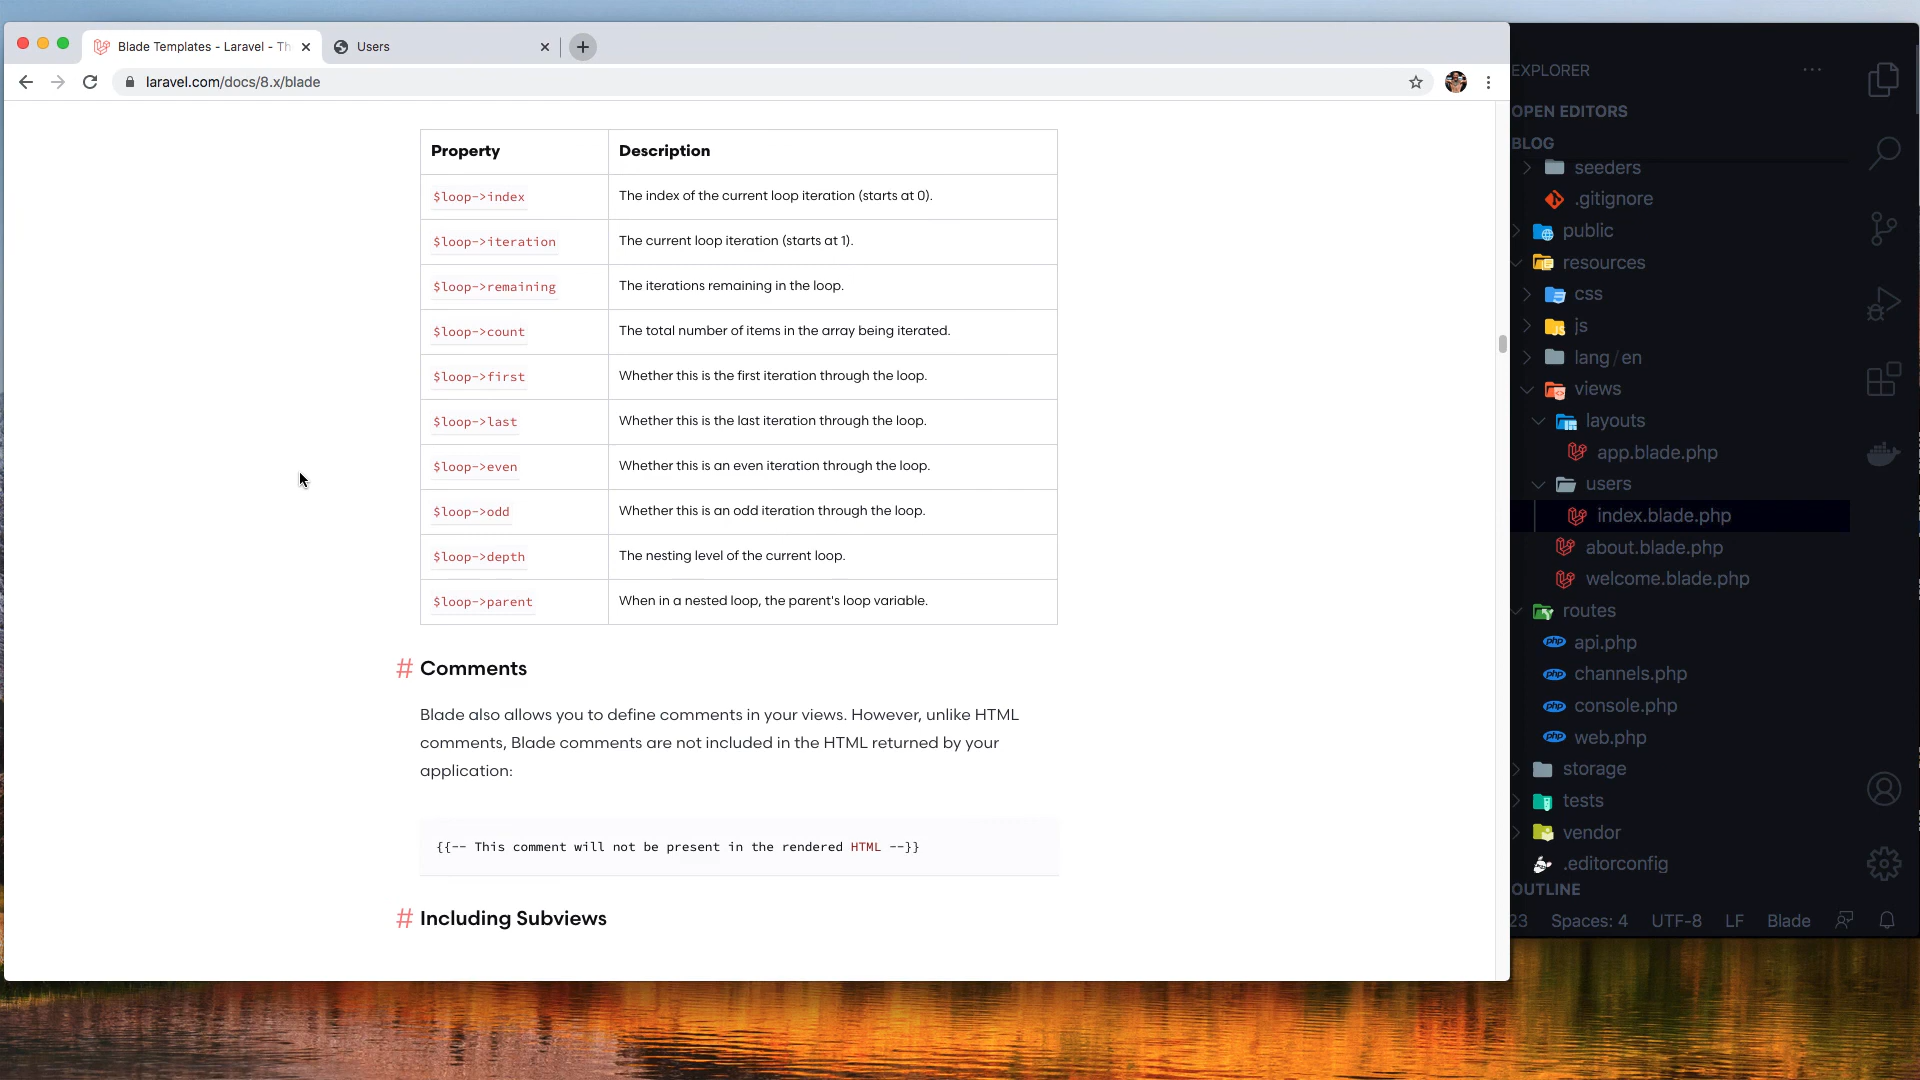 Blade Templates - Laravel - Th
Users
laravel.com/docs/8.x/blade
Property Description
$loop->index The index of the current loop iteration (starts at 0).
$loop->iteration The current loop iteration (starts at 1).
$loop->remaining The iterations remaining in the loop.
$loop->count The total number of items in the array being iterated.
$loop->first Whether this is the first iteration through the loop.
$loop->last Whether this is the last iteration through the loop.
$loop->even Whether this is an even iteration through the loop.
$loop->odd Whether this is an odd iteration through the loop.
$loop->depth The nesting level of the current loop.
$loop->parent When in a nested loop, the parent's loop variable.
# Comments
Blade also allows you to define comments in your views. However, unlike HTML
comments, Blade comments are not included in the HTML returned by your
application:
{{-- This comment will not be present in the rendered HTML --}}
# Including Subviews
EXPLORER
OPEN EDITORS
BLOG
seeders
.gitignore
public
resources
css
js
lang / en
views
layouts
app.blade.php
users
index.blade.php
about.blade.php
welcome.blade.php
routes
api.php
channels.php
console.php
web.php
storage
tests
vendor
.editorconfig
OUTLINE
23 Spaces: 4 UTF-8 LF Blade